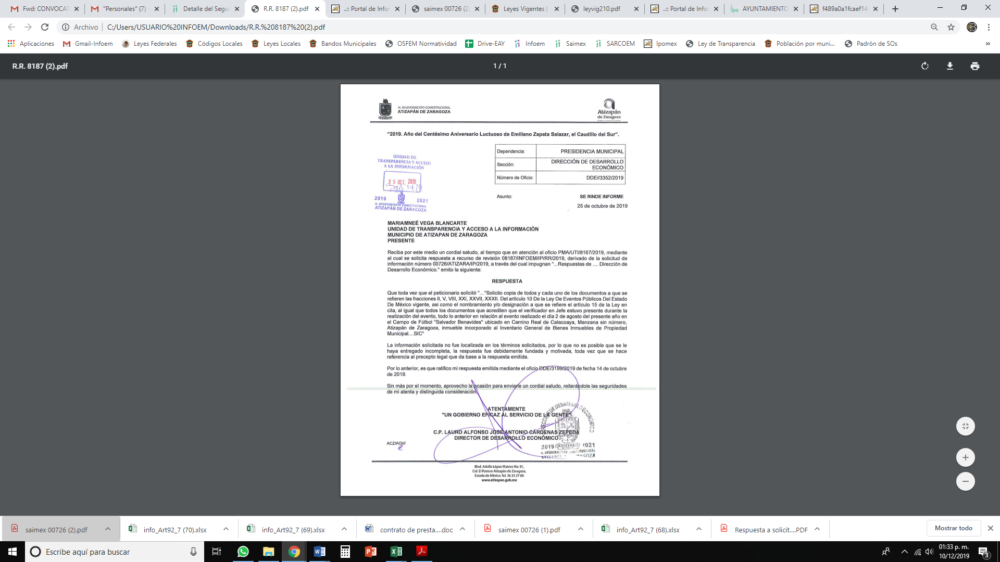 Fwd: CONVOCAT
"Personales" (7)
Detalle del Segu
R.R. 8187 (2).pdf
..:: Portal de Infor
saimex 00726 (2)
Leyes Vigentes |
leyvig210.pdf
..:: Portal de Infor
AYUNTAMIENTO
f489a0a1fcaef14
Archivo | C:/Users/USUARIO%20INFOEM/Downloads/R.R.%208187%20(2).pdf
Aplicaciones Gmail-Infoem Leyes Federales Códigos Locales Leyes Locales Bandos Municipales OSFEM Normatividad Drive-EAY Infoem Saimex SARCOEM Ipomex Ley de Transparencia Población por muni... Padrón de SOs »
R.R. 8187 (2).pdf 1 / 1
H. AYUNTAMIENTO CONSTITUCIONAL
ATIZAPÁN DE ZARAGOZA
Atizapán
de Zaragoza
"2019. Año del Centésimo Aniversario Luctuoso de Emiliano Zapata Salazar, el Caudillo del Sur".
Dependencia: PRESIDENCIA MUNICIPAL
Sección: DIRECCIÓN DE DESARROLLO
ECONÓMICO
Número de Oficio: DDE//3352/2019
UNIDAD DE
TRANSPARENCIA Y ACCESO
A LA INFORMACIÓN
25 OCT. 2019
2019 2021
H. AYUNTAMIENTO CONSTITUCIONAL
ATIZAPÁN DE ZARAGOZA
Asunto: SE RINDE INFORME
25 de octubre de 2019
MARIAMNEÉ VEGA BLANCARTE
UNIDAD DE TRANSPARENCIA Y ACCESO A LA INFORMACIÓN
MUNICIPIO DE ATIZAPAN DE ZARAGOZA
PRESENTE
Reciba por este medio un cordial saludo, al tiempo que en atención al oficio PMA/UTI/8167/2019, mediante
el cual se solicita respuesta a recurso de revisión 08187/INFOEM/IP/RR/2019, derivado de la solicitud de
información número 00726/ATIZARA/IP/2019, a través del cual impugnan "...Respuestas de .... Dirección de
Desarrollo Económico." emito la siguiente:
RESPUESTA
Que toda vez que el peticionario solicitó "..."Solicito copia de todos y cada uno de los documentos a que se
refieren las fracciones II, V, VIII, XXI, XXVII, XXXII. Del artículo 10 De la Ley De Eventos Públicos Del Estado
De México vigente, asi como el nombramiento y/o designación a que se refiere el artículo 15 de la Ley en
cita, al igual que todos los documentos que acrediten que el verificador en Jefe estuvo presente durante la
realización del evento, todo lo anterior en relación al evento realizado el día 2 de agosto del presente año en
el Campo de Fútbol "Salvador Benavides" ubicado en Camino Real de Calacoaya, Manzana sin número,
Atizapán de Zaragoza, inmueble incorporado al Inventario General de Bienes Inmuebles de Propiedad
Municipal....SIC"
La información solicitada no fue localizada en los términos solicitados, por lo que no es posible que se le
haya entregado incompleta, la respuesta fue debidamente fundada y motivada, toda vez que se hace
referencia al precepto legal que da base a la respuesta emitida.
Por lo anterior, es que ratifico mi respuesta emitida mediante el oficio DDE/3199/2019 de fecha 14 de octubre
de 2019.
Sin más por el momento, aprovecho la ocasión para enviarle un cordial saludo, reiterándole las seguridades
de mi atenta y distinguida consideración.
ATENTAMENTE
"UN GOBIERNO EFICAZ AL SERVICIO DE LA GENTE"
C.P. LAURO ALFONSO JOSÉ ANTONIO CÁRDENAS ZEPEDA
DIRECTOR DE DESARROLLO ECONÓMICO
DIRECCIÓN DE DESARROLLO ECONÓMICO
2019 2021
H. AYUNTAMIENTO CONSTITUCIONAL
ACZ/AGV/
Blvd. Adolfo López Mateos No. 91,
Col. El Potrero Atizapán de Zaragoza,
Estado de México. Tel. 36 22 27 00
www.atizapan.gob.mx
saimex 00726 (2).pdf info_Art92_7 (70).xlsx info_Art92_7 (69).xlsx contrato de presta....doc saimex 00726 (1).pdf info_Art92_7 (68).xlsx Respuesta a solicit....PDF Mostrar todo
Escribe aquí para buscar
01:33 p. m.
10/12/2019
3